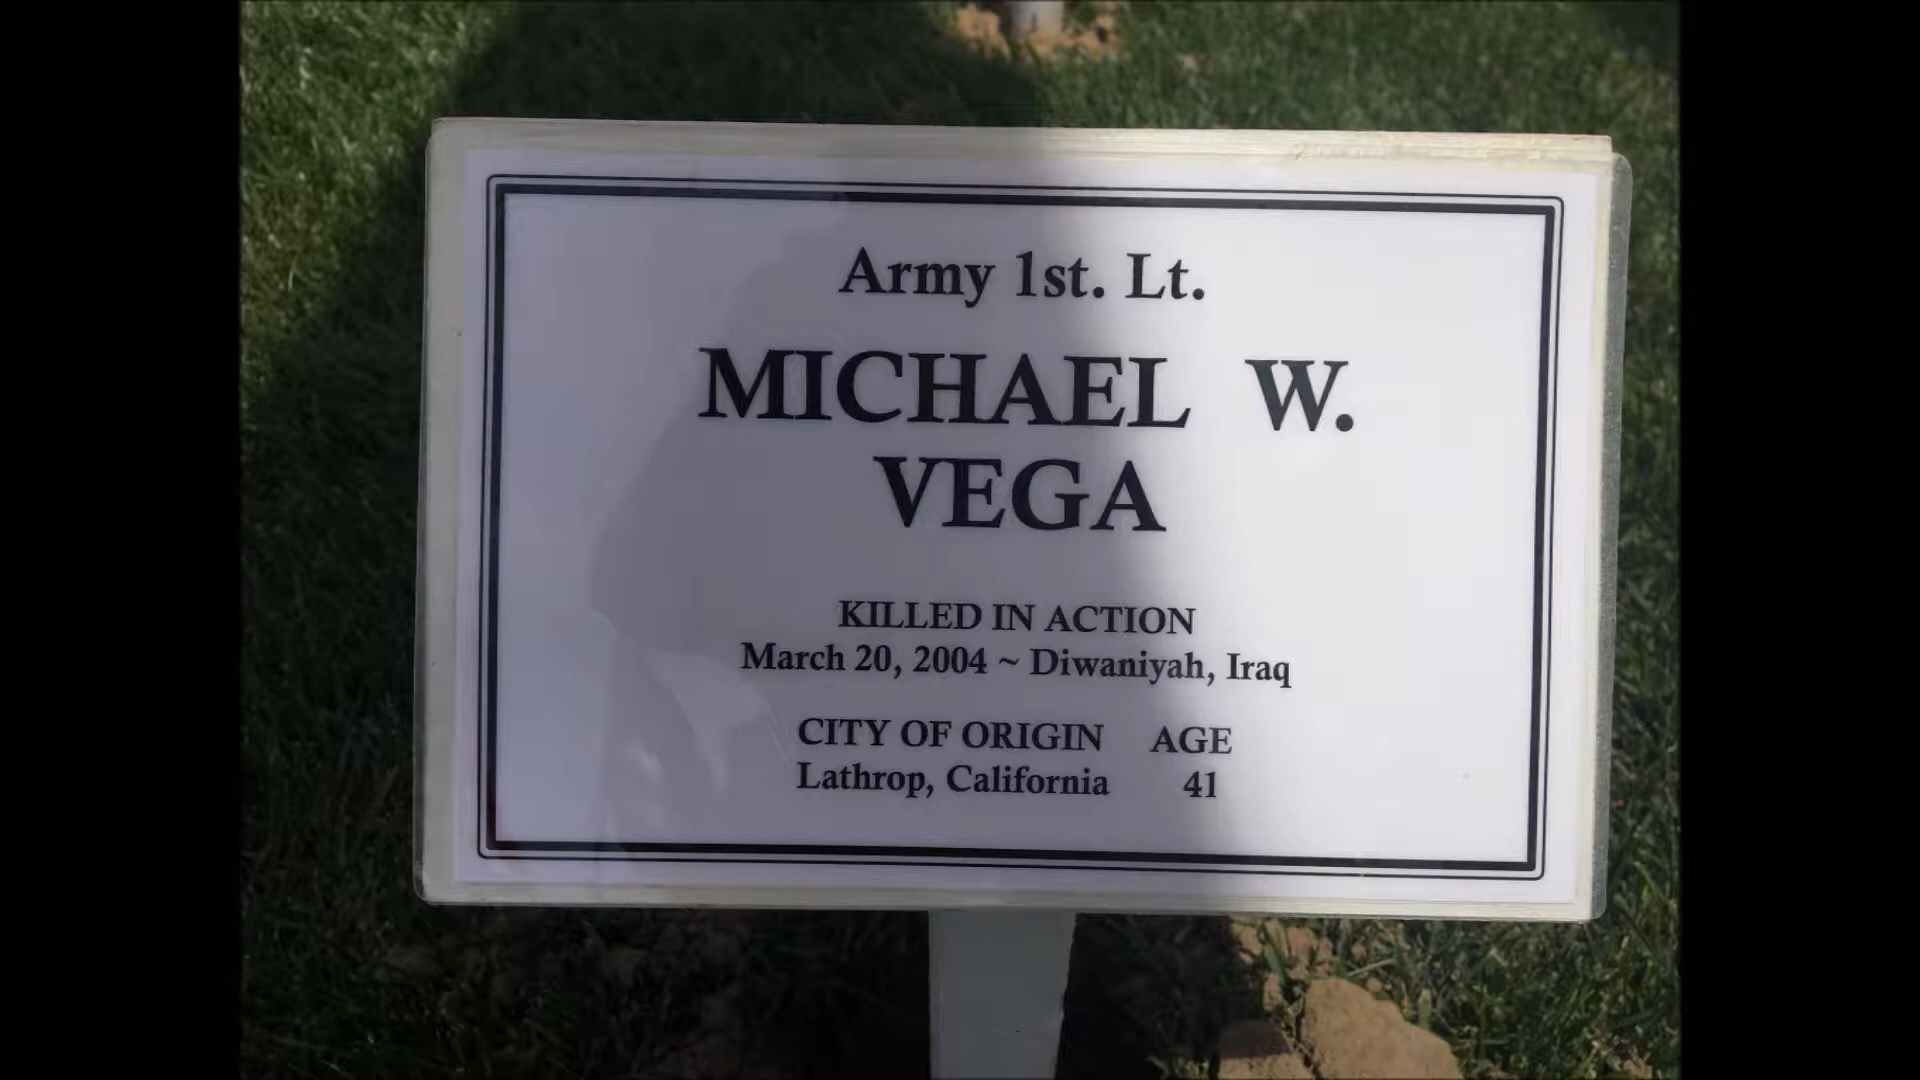 Army 1st. Lt.
MICHAEL W.
VEGA
KILLED IN ACTION
March 20, 2004 ~ Diwaniyah, Iraq
CITY OF ORIGIN AGE
Lathrop, California 41